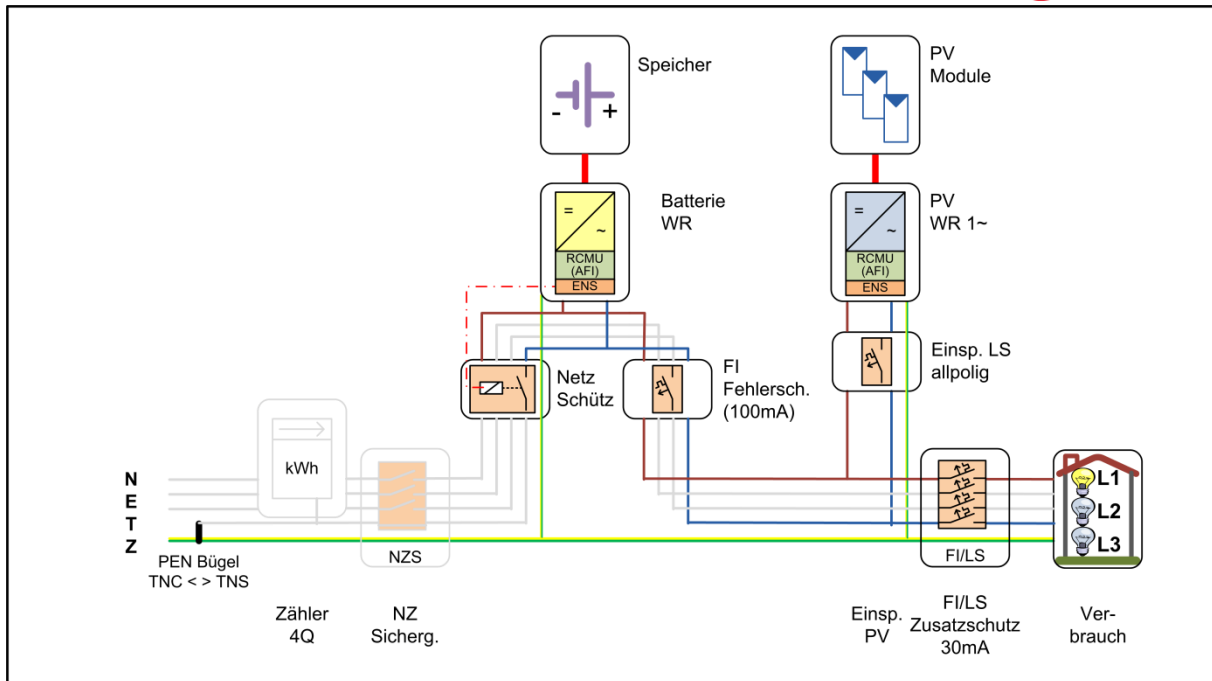 Speicher
- +
PV
Module
=
~
RCMU
(AFI)
ENS
Batterie
WR
=
~
RCMU
(AFI)
ENS
PV
WR 1~
Netz
Schütz
FI
Fehlersch.
(100mA)
Einsp. LS
allpolig
kWh
N
E
T
Z
NZS
FI/LS
L1
L2
L3
PEN Bügel
TNC < > TNS
Zähler
4Q
NZ
Sicherg.
Einsp.
PV
FI/LS
Zusatzschutz
30mA
Ver-
brauch